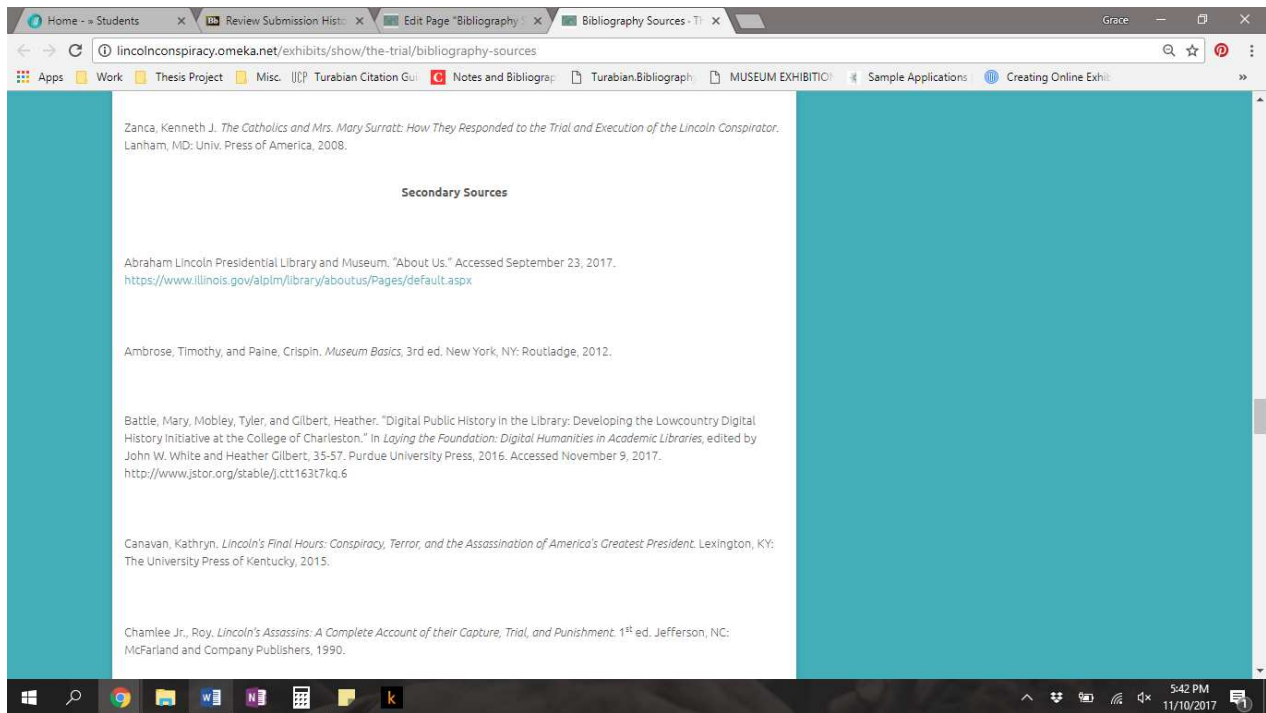 Home - » Students
Review Submission Histo
Edit Page "Bibliography S
Bibliography Sources · Th
Grace
lincolnconspiracy.omeka.net/exhibits/show/the-trial/bibliography-sources
Apps
Work
Thesis Project
Misc.
UCP Turabian Citation Gui
Notes and Bibliograp
Turabian.Bibliography
MUSEUM EXHIBITIO
Sample Applications
Creating Online Exhib
»
Zanca, Kenneth J. The Catholics and Mrs. Mary Surratt: How They Responded to the Trial and Execution of the Lincoln Conspirator.
Lanham, MD: Univ. Press of America, 2008.
Secondary Sources
Abraham Lincoln Presidential Library and Museum. "About Us." Accessed September 23, 2017.
https://www.illinois.gov/alplm/library/aboutus/Pages/default.aspx
Ambrose, Timothy, and Paine, Crispin. Museum Basics, 3rd ed. New York, NY: Routladge, 2012.
Battle, Mary, Mobley, Tyler, and Gilbert, Heather. "Digital Public History in the Library: Developing the Lowcountry Digital
History Initiative at the College of Charleston." In Laying the Foundation: Digital Humanities in Academic Libraries, edited by
John W. White and Heather Gilbert, 35-57. Purdue University Press, 2016. Accessed November 9, 2017.
http://www.jstor.org/stable/j.ctt163t7kq.6
Canavan, Kathryn. Lincoln's Final Hours: Conspiracy, Terror, and the Assassination of America's Greatest President. Lexington, KY:
The University Press of Kentucky, 2015.
Chamlee Jr., Roy. Lincoln's Assassins: A Complete Account of their Capture, Trial, and Punishment. 1st ed. Jefferson, NC:
McFarland and Company Publishers, 1990.
5:42 PM
11/10/2017